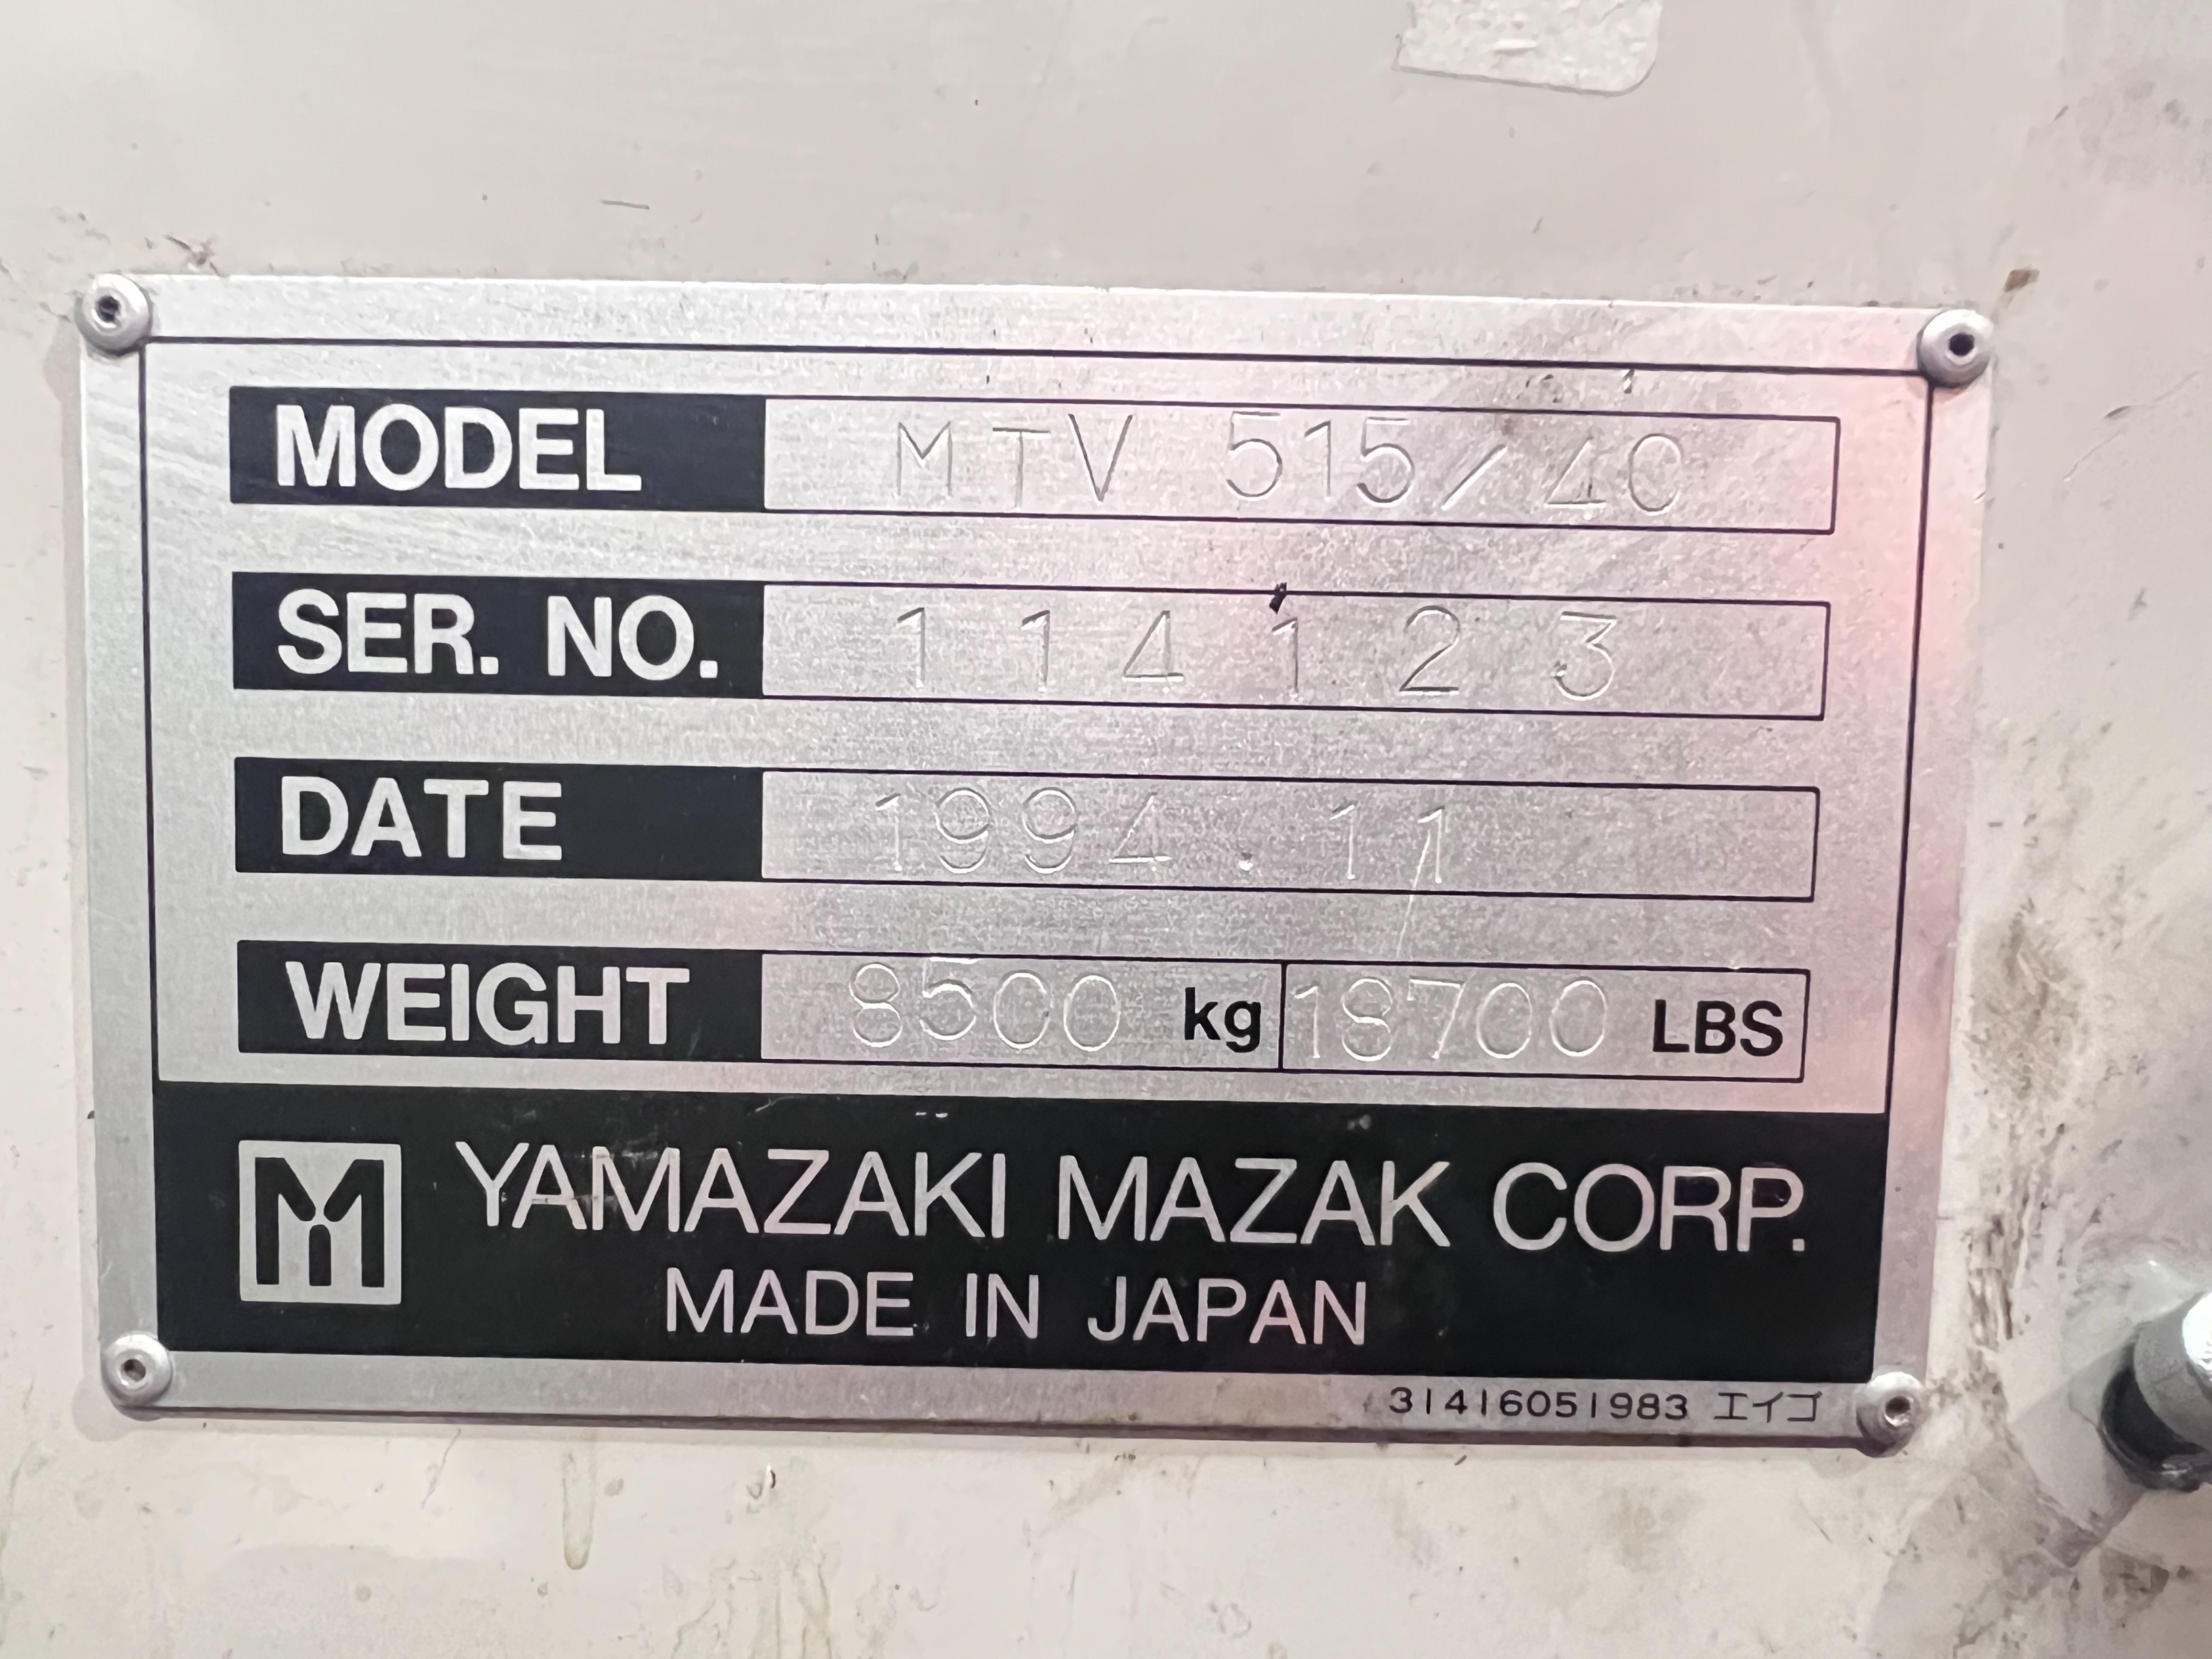 MODEL MTV 515/40
SER. NO. 114123
DATE 1994.11
WEIGHT 8500 kg 18700 LBS
M YAMAZAKI MAZAK CORP.
MADE IN JAPAN
31416051983 エイゴ